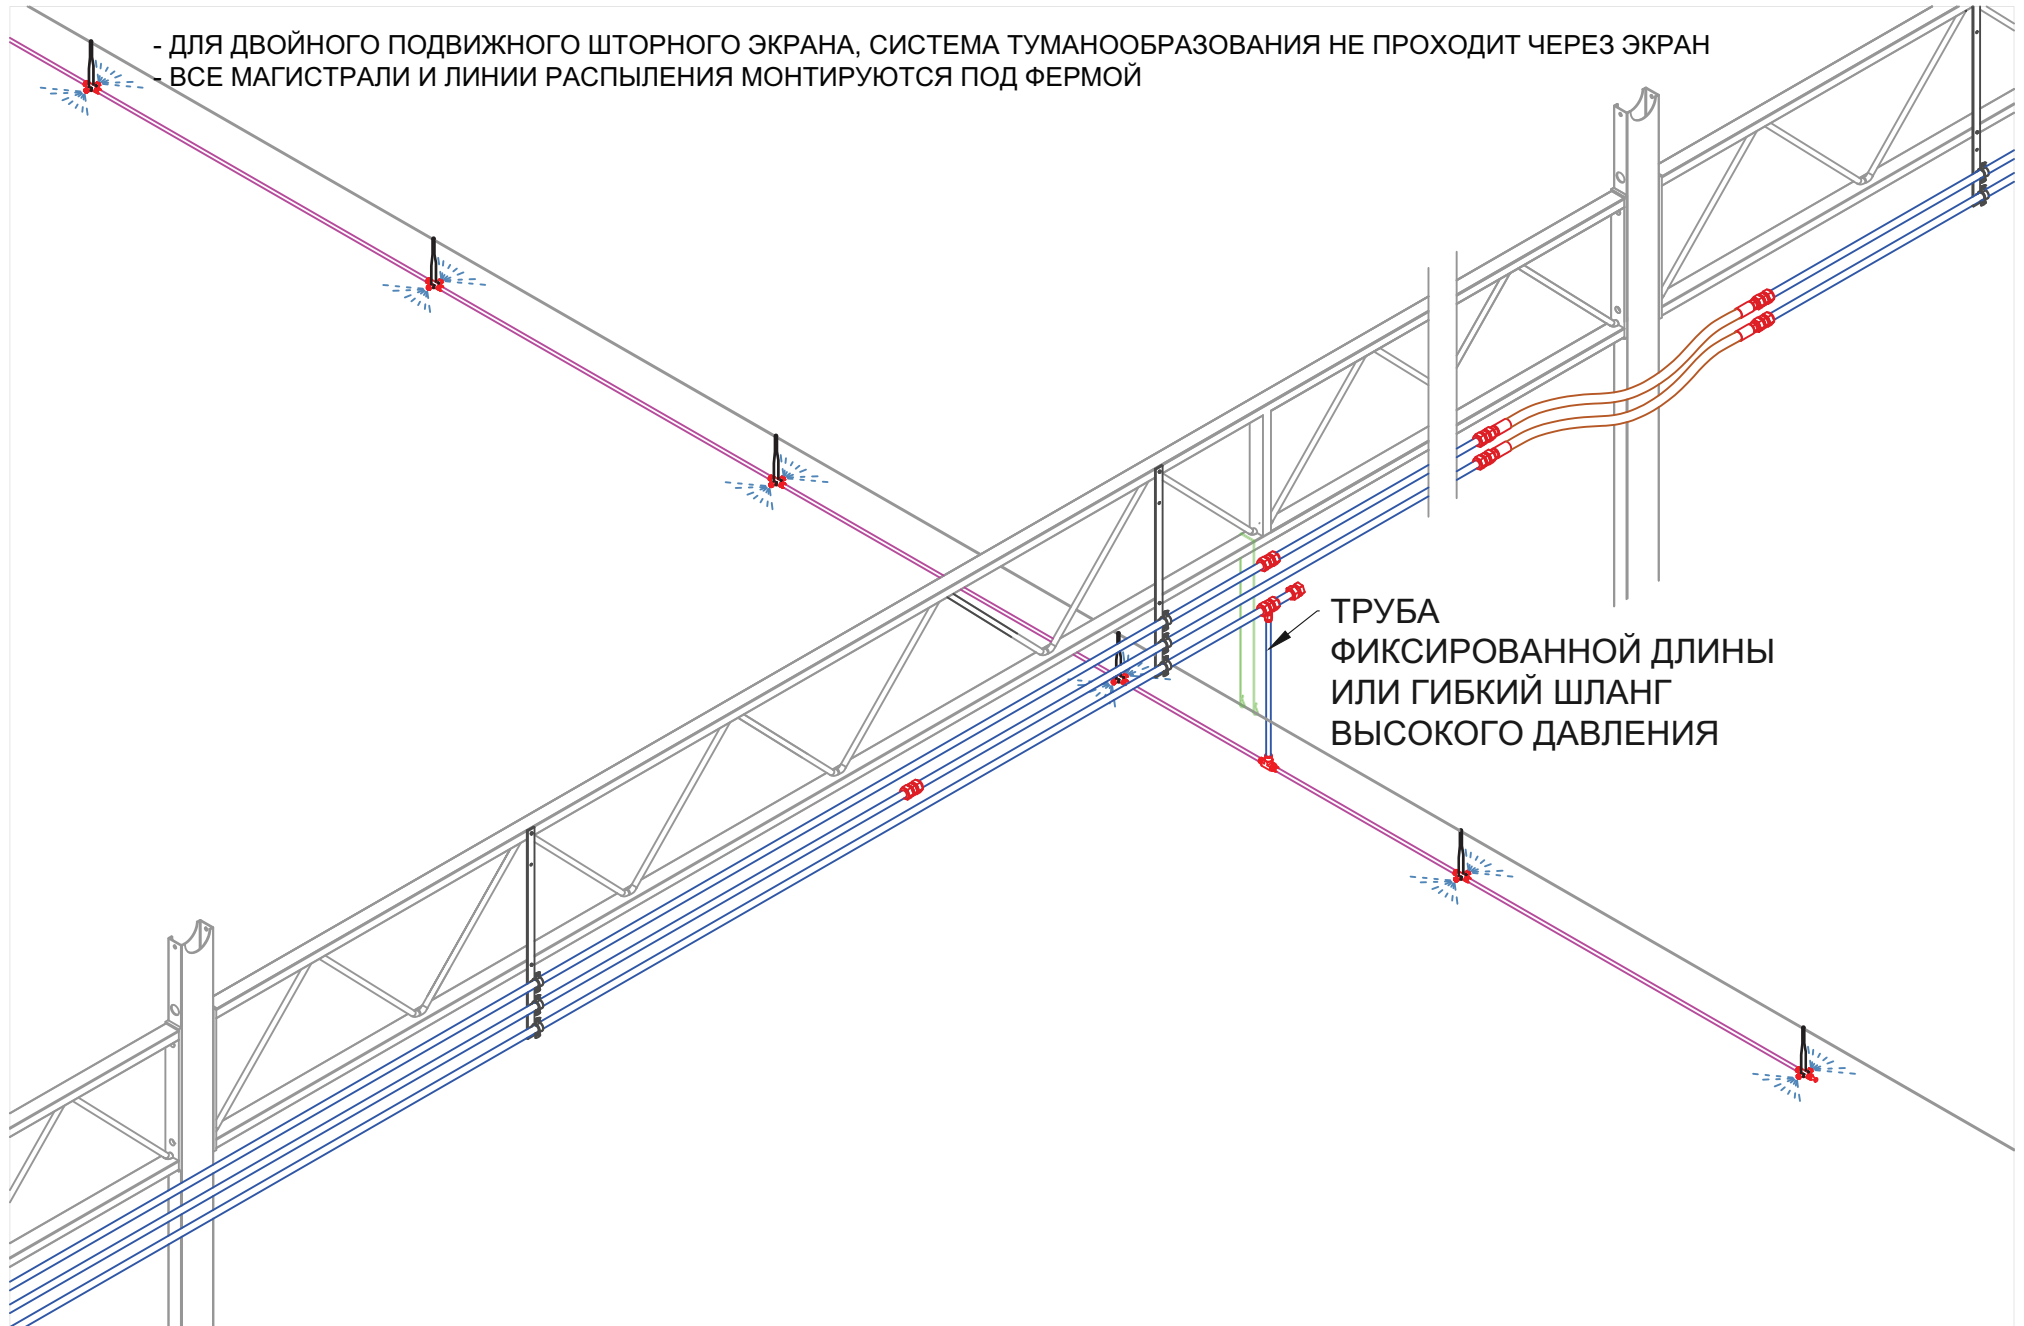 - ДЛЯ ДВОЙНОГО ПОДВИЖНОГО ШТОРНОГО ЭКРАНА, СИСТЕМА ТУМАНООБРАЗОВАНИЯ НЕ ПРОХОДИТ ЧЕРЕЗ ЭКРАН
- ВСЕ МАГИСТРАЛИ И ЛИНИИ РАСПЫЛЕНИЯ МОНТИРУЮТСЯ ПОД ФЕРМОЙ
ТРУБА
ФИКСИРОВАННОЙ ДЛИНЫ
ИЛИ ГИБКИЙ ШЛАНГ
ВЫСОКОГО ДАВЛЕНИЯ